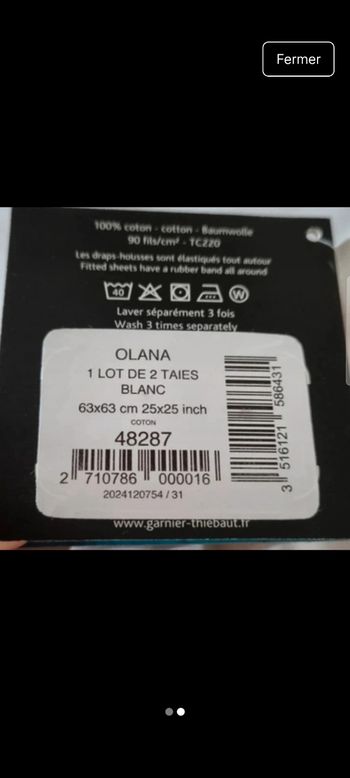 Fermer
100% coton - cotton - Baumwolle
90 fils/cm² - TC220
Les draps-housses sont élastiqués tout autour
Fitted sheets have a rubber band all around
40
W
Laver séparément 3 fois
Wash 3 times separately
OLANA
1 LOT DE 2 TAIES
BLANC
63x63 cm 25x25 inch
COTON
48287
2 710786 000016
2024120754 / 31
3 516121 586431
www.garnier-thiebaut.fr